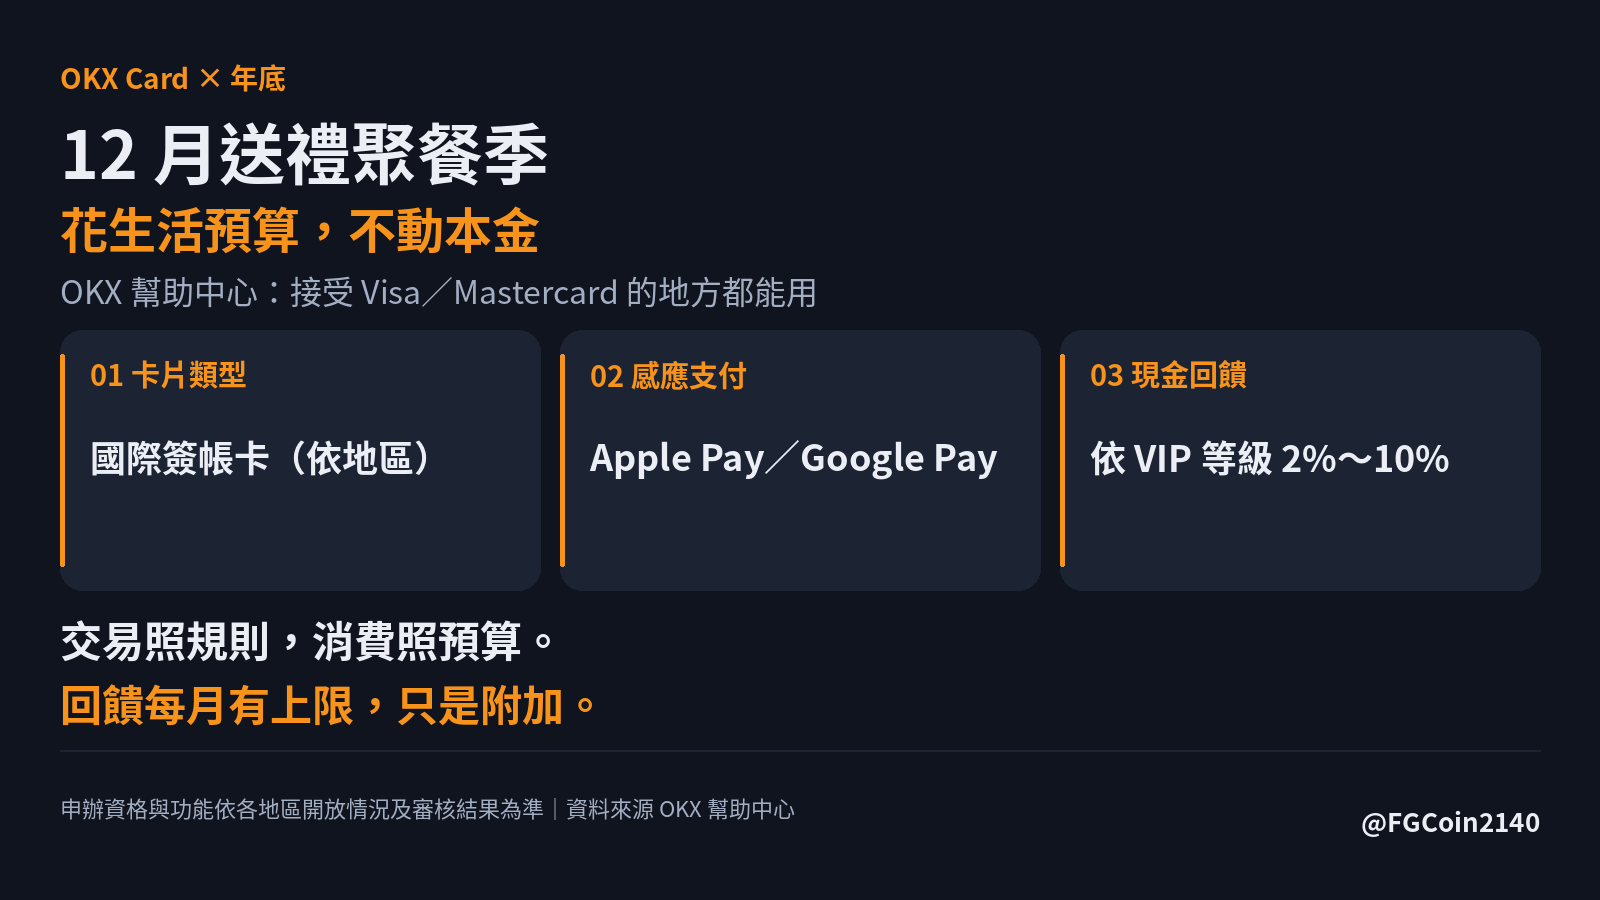 OKX Card × 年底
12 月送禮聚餐季
花生活預算，不動本金
OKX 幫助中心：接受 Visa／Mastercard 的地方都能用
01 卡片類型
國際簽帳卡（依地區）
02 感應支付
Apple Pay／Google Pay
03 現金回饋
依 VIP 等級 2%～10%
交易照規則，消費照預算。
回饋每月有上限，只是附加。
申辦資格與功能依各地區開放情況及審核結果為準｜資料來源 OKX 幫助中心
@FGCoin2140